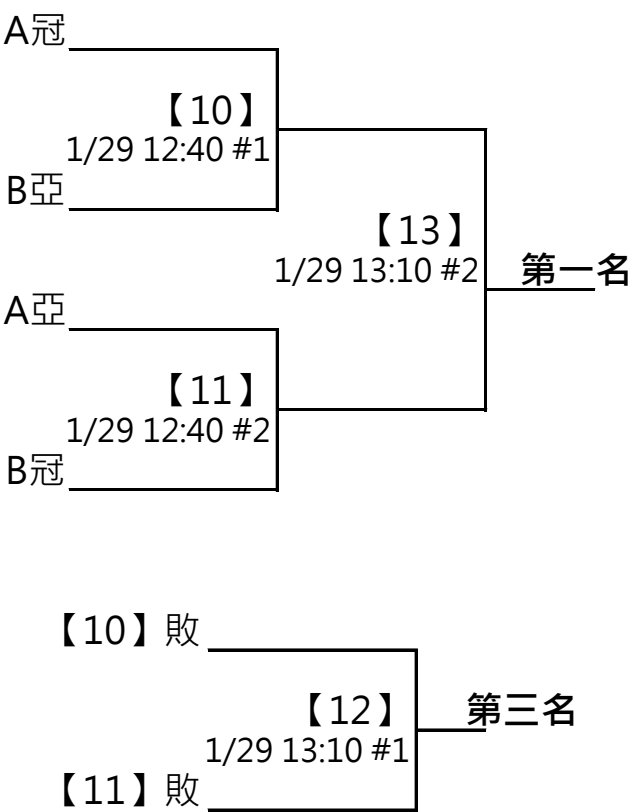 A冠
【10】
1/29 12:40 #1
B亞
【13】
1/29 13:10 #2
第一名
A亞
【11】
1/29 12:40 #2
B冠
【10】敗
【12】
1/29 13:10 #1
第三名
【11】敗